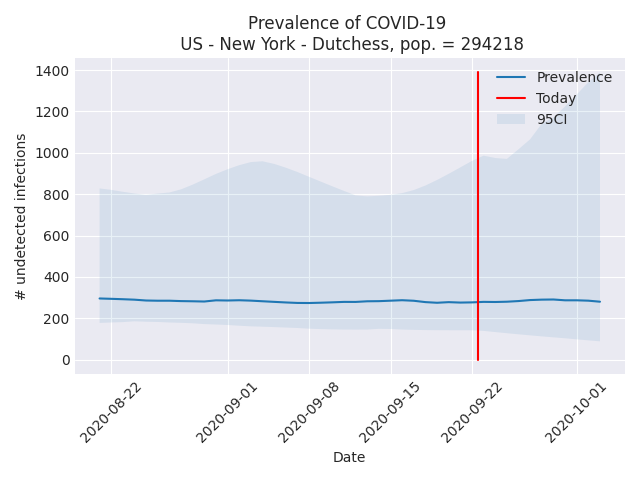 Prevalence of COVID-19
US - New York - Dutchess, pop. = 294218
1400
1200
1000
800
600
400
200
0
# undetected infections
Prevalence
Today
95CI
2020-08-22
2020-09-01
2020-09-08
2020-09-15
2020-09-22
2020-10-01
Date